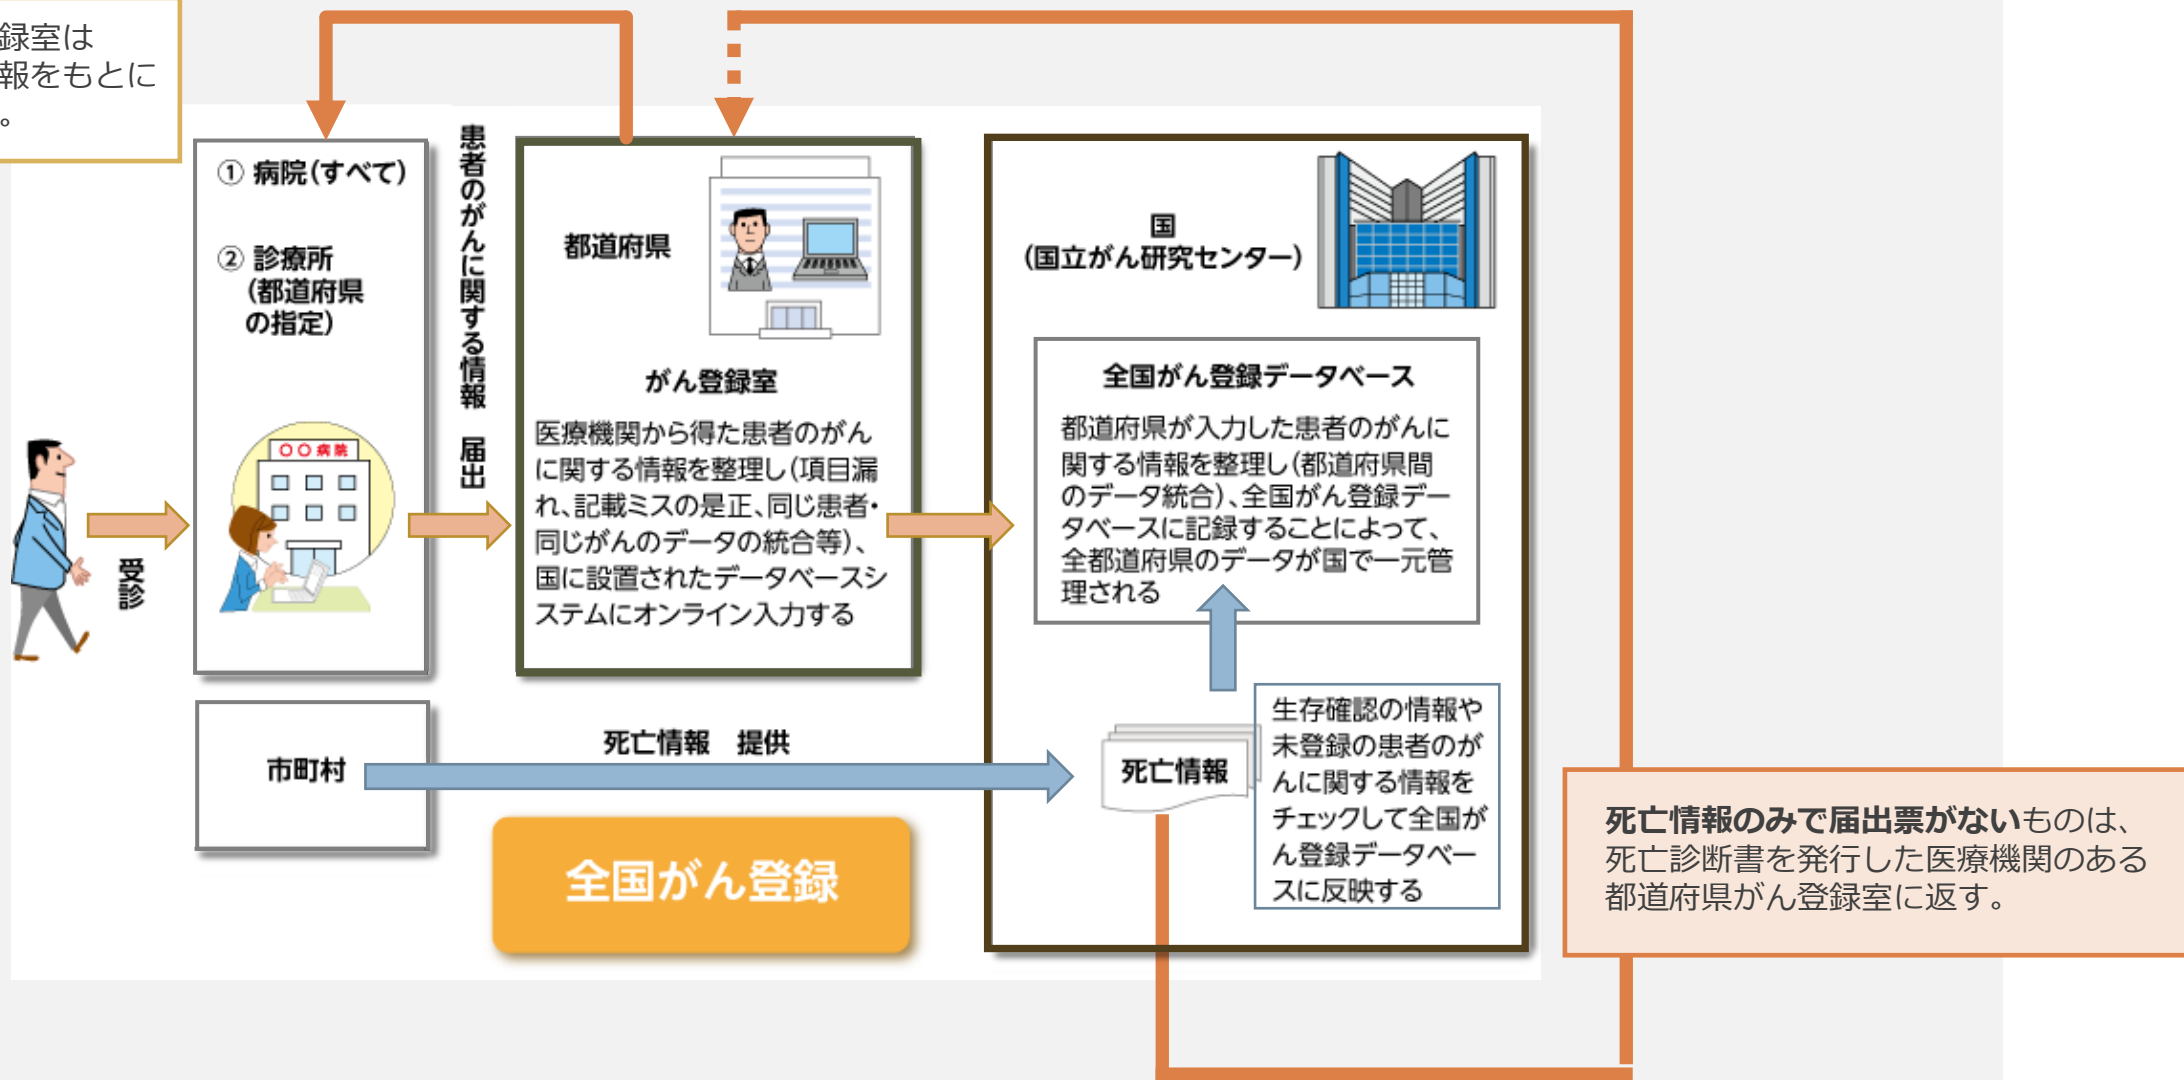 録室は
報をもとに
。
① 病院(すべて)
② 診療所
(都道府県
の指定)
〇〇病院
受診
患者のがんに関する情報 届出
都道府県
がん登録室
医療機関から得た患者のがん
に関する情報を整理し(項目漏
れ、記載ミスの是正、同じ患者・
同じがんのデータの統合等)、
国に設置されたデータベースシ
ステムにオンライン入力する
国
(国立がん研究センター)
全国がん登録データベース
都道府県が入力した患者のがんに
関する情報を整理し(都道府県間
のデータ統合)、全国がん登録デー
タベースに記録することによって、
全都道府県のデータが国で一元管
理される
市町村
死亡情報 提供
死亡情報
生存確認の情報や
未登録の患者のが
んに関する情報を
チェックして全国が
ん登録データベー
スに反映する
全国がん登録
死亡情報のみで届出票がないものは、
死亡診断書を発行した医療機関のある
都道府県がん登録室に返す。